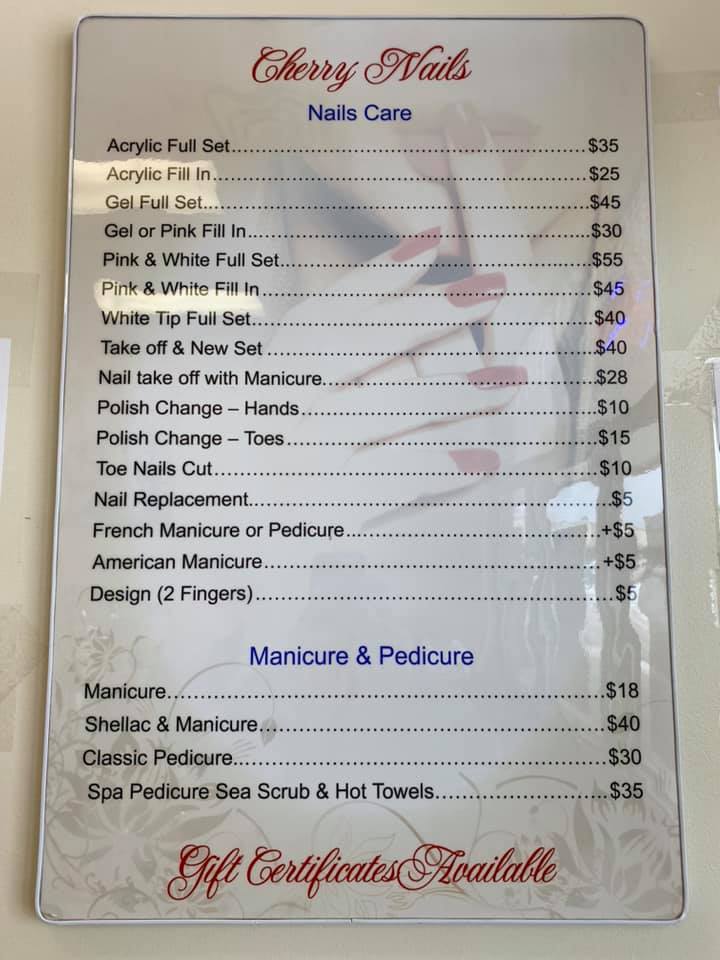 Cherry Nails
Nails Care
Acrylic Full Set........................................................$35
Acrylic Fill In...........................................................$25
Gel Full Set.............................................................$45
Gel or Pink Fill In......................................................$30
Pink & White Full Set................................................$55
Pink & White Fill In...................................................$45
White Tip Full Set.....................................................$40
Take off & New Set ..................................................$40
Nail take off with Manicure........................................$28
Polish Change – Hands...........................................$10
Polish Change – Toes.............................................$15
Toe Nails Cut...........................................................$10
Nail Replacement.......................................................$5
French Manicure or Pedicure....................................+$5
American Manicure.................................................+$5
Design (2 Fingers).....................................................$5
Manicure & Pedicure
Manicure.................................................................$18
Shellac & Manicure..................................................$40
Classic Pedicure......................................................$30
Spa Pedicure Sea Scrub & Hot Towels.........................$35
Gift Certificates Available